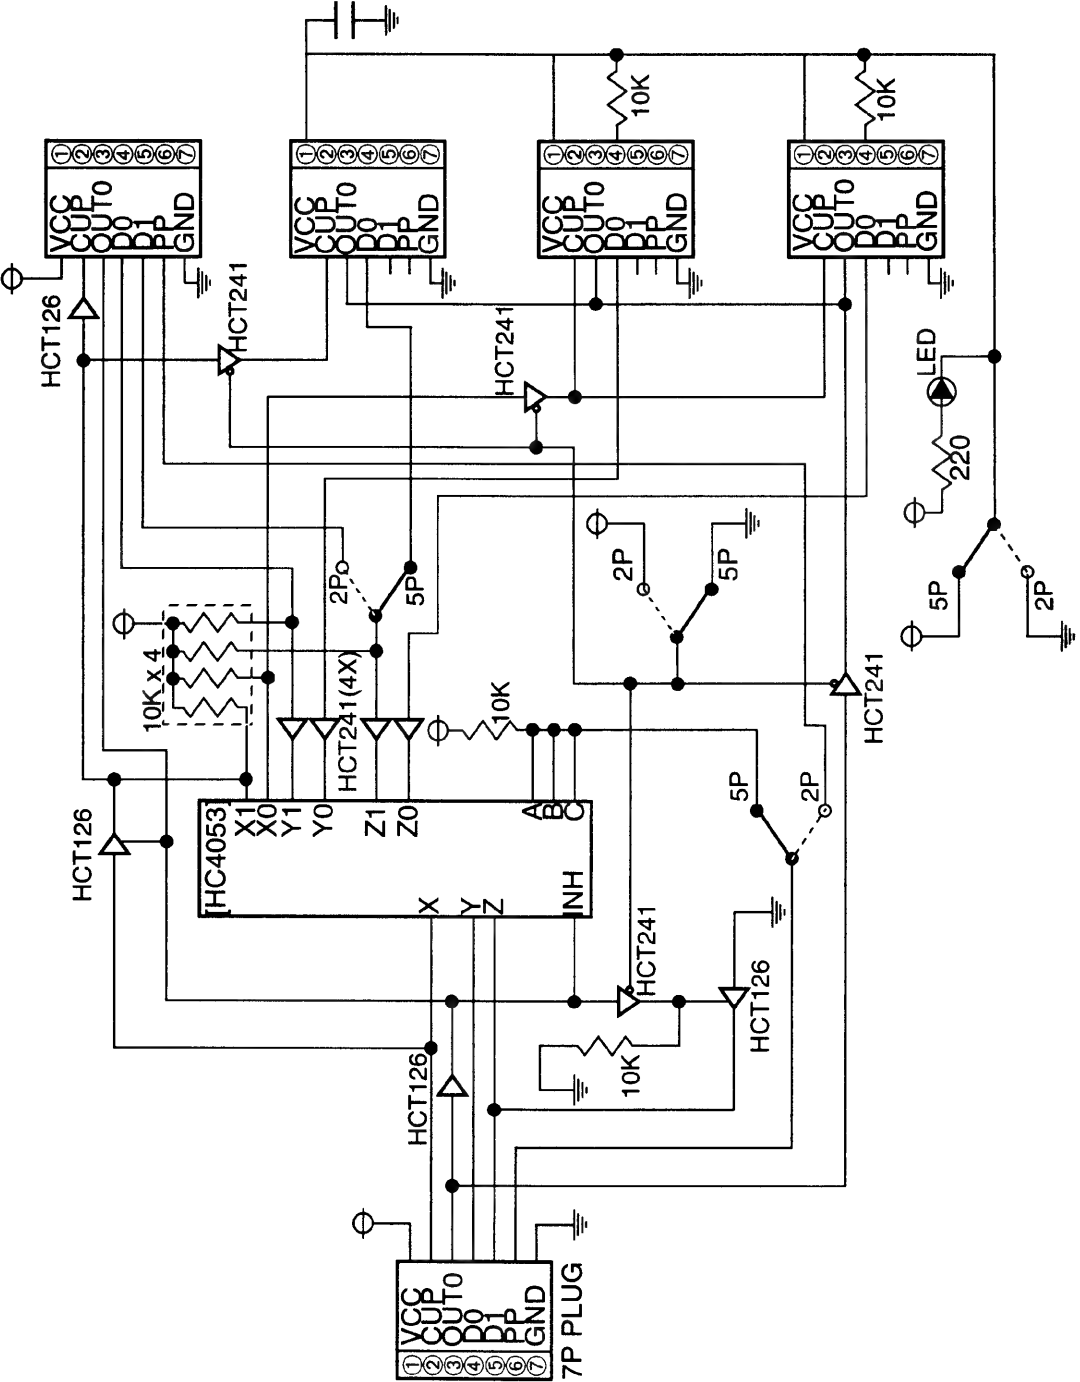 10K
10K
① ② ③ ④ ⑤ ⑥ ⑦
VCC
CUP
OUT0
D0
D1
PP
GND
① ② ③ ④ ⑤ ⑥ ⑦
VCC
CUP
OUT0
D0
D1
PP
GND
① ② ③ ④ ⑤ ⑥ ⑦
VCC
CUP
OUT0
D0
D1
PP
GND
① ② ③ ④ ⑤ ⑥ ⑦
VCC
CUP
OUT0
D0
D1
PP
GND
HCT126
HCT241
HCT241
LED
220
2P
5P
2P
5P
5P
2P
10K x 4
HCT241(4X)
10K
HCT241
5P
2P
HCT126
[HC4053]
X1
X0
Y1
Y0
Z1
Z0
A
B
C
X
Y
Z
INH
HCT241
HCT126
10K
HCT126
VCC
CUP
OUT0
D0
D1
PP
GND
① ② ③ ④ ⑤ ⑥ ⑦
7P PLUG